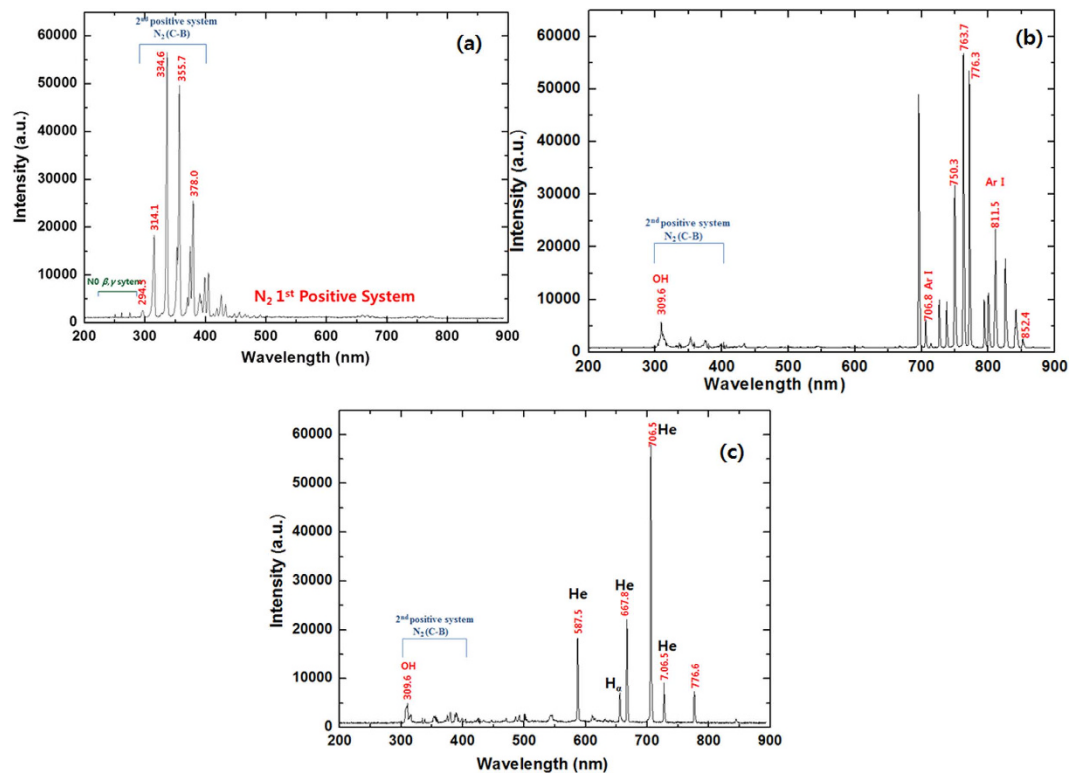 2nd positive system
N2 (C-B)
(a)
334.6
355.7
378.0
314.1
294.3
N0 β,γ sytem
N2 1st Positive System
Intensity (a.u.)
60000
50000
40000
30000
20000
10000
0
200 300 400 500 600 700 800 900
Wavelength (nm)
(b)
763.7
776.3
750.3
Ar I
811.5
2nd positive system
N2 (C-B)
OH
309.6
Ar I
706.8
852.4
Intensity (a.u.)
60000
50000
40000
30000
20000
10000
0
200 300 400 500 600 700 800 900
Wavelength (nm)
(c)
He
706.5
He
587.5
He
667.8
He
7.06.5
776.6
Hα
2nd positive system
N2 (C-B)
OH
309.6
Intensity (a.u.)
60000
50000
40000
30000
20000
10000
0
200 300 400 500 600 700 800 900
Wavelength (nm)